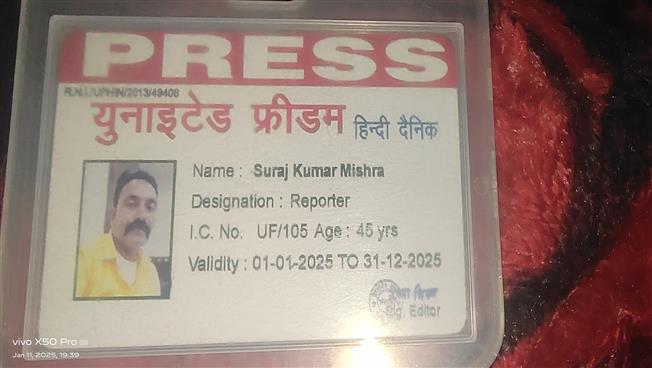 PRESS
R.N.I./UPHIN/2013/49408
युनाइटेड फ्रीडम हिन्दी दैनिक
Name : Suraj Kumar Mishra
Designation : Reporter
I.C. No. UF/105 Age : 45 yrs
Validity : 01-01-2025 TO 31-12-2025
Sig. Editor
vivo X50 Pro
Jan 11, 2025, 19:39